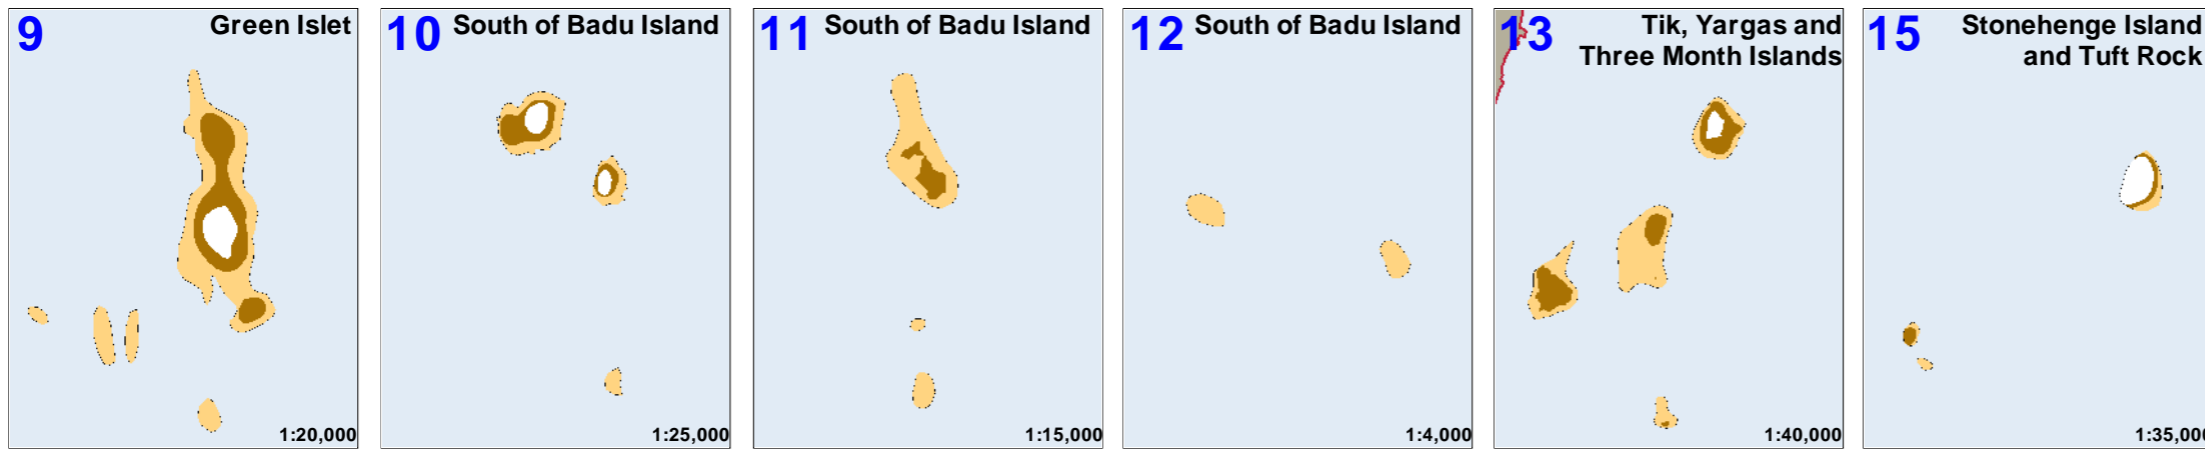 9 Green Islet
1:20,000
10 South of Badu Island
1:25,000
11 South of Badu Island
1:15,000
12 South of Badu Island
1:4,000
13 Tik, Yargas and
Three Month Islands
1:40,000
15 Stonehenge Island
and Tuft Rock
1:35,000